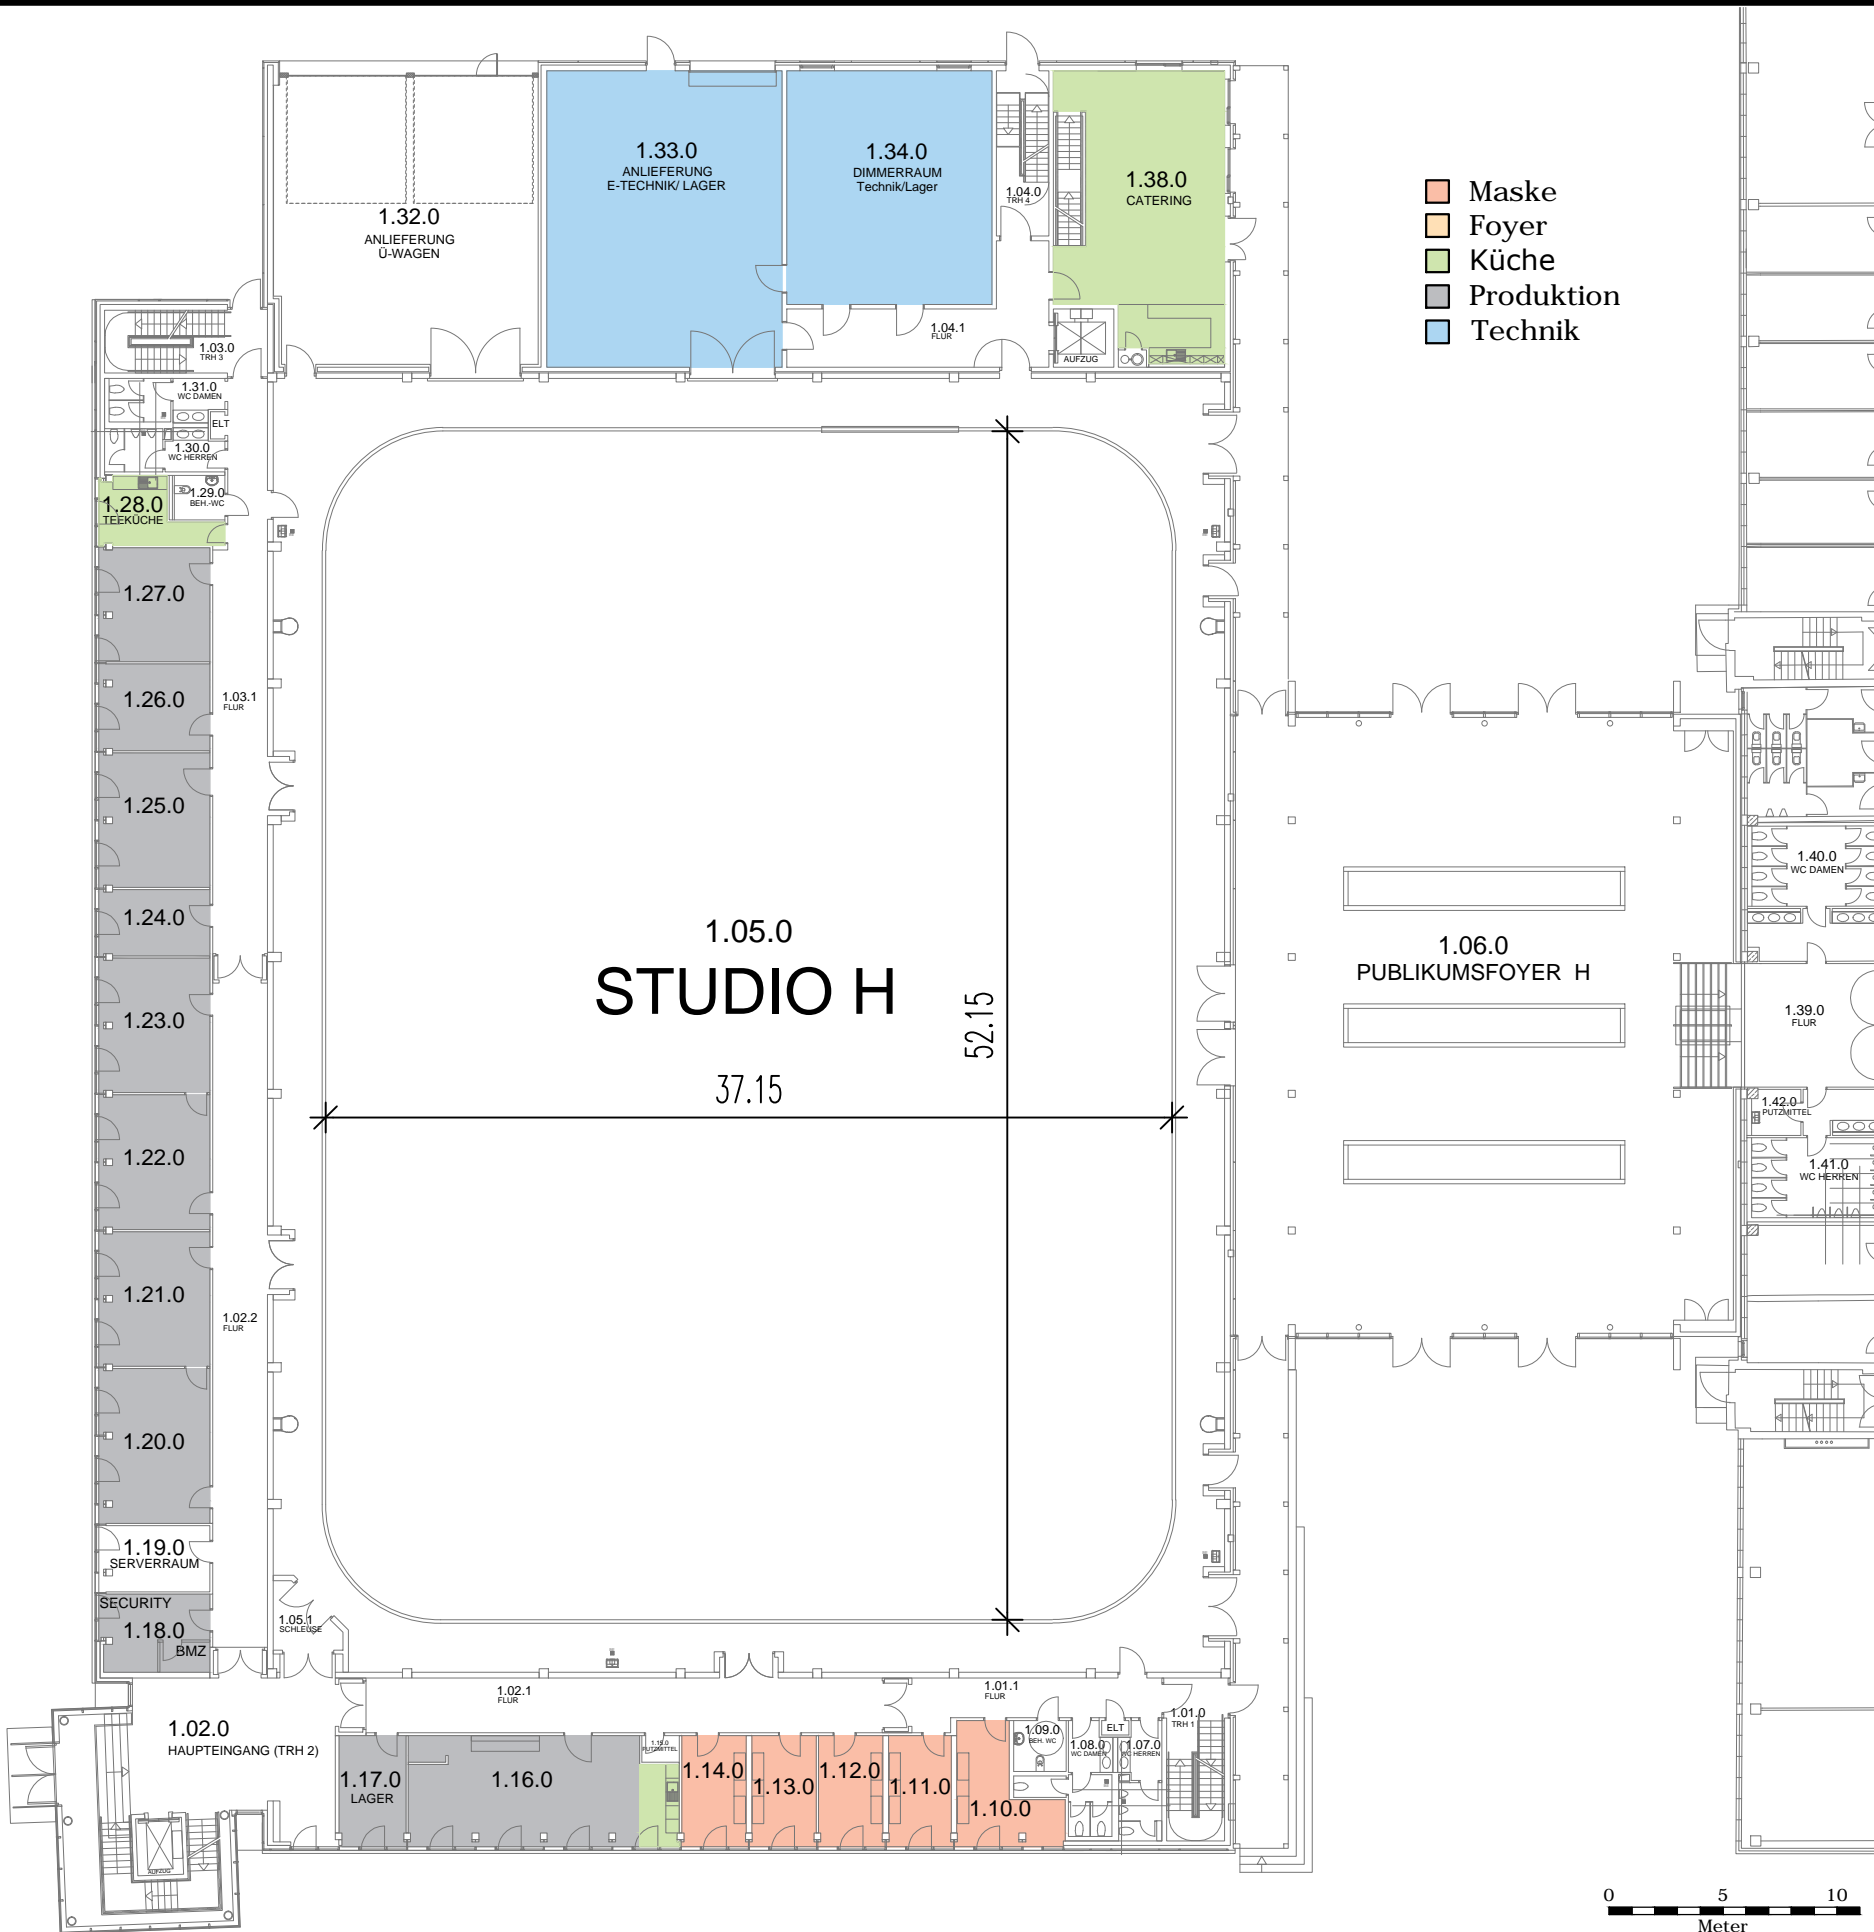 1.33.0
ANLIEFERUNG
E-TECHNIK/ LAGER
1.34.0
DIMMERRAUM
Technik/Lager
1.04.0
TRH 4
1.38.0
CATERING
Maske
Foyer
Küche
Produktion
Technik
1.32.0
ANLIEFERUNG
Ü-WAGEN
1.04.1
FLUR
AUFZUG
1.03.0
TRH 3
1.31.0
WC DAMEN
ELT
1.30.0
WC HERREN
1.29.0
BEH.-WC
1.28.0
TEEKÜCHE
1.27.0
1.26.0
1.03.1
FLUR
1.25.0
1.24.0
1.23.0
1.22.0
1.21.0
1.02.2
FLUR
1.20.0
1.19.0
SERVERRAUM
SECURITY
1.18.0
BMZ
1.05.0
STUDIO H
52.15
37.15
1.06.0
PUBLIKUMSFOYER H
1.40.0
WC DAMEN
1.39.0
FLUR
1.42.0
PUTZMITTEL
1.41.0
WC HERREN
1.05.1
SCHLEUSE
1.02.1
FLUR
1.01.1
FLUR
1.02.0
HAUPTEINGANG (TRH 2)
AUFZUG
1.17.0
LAGER
1.16.0
1.15.0
PUTZMITTEL
1.14.0
1.13.0
1.12.0
1.11.0
1.10.0
1.09.0
BEH. WC
1.08.0
WC DAMEN
ELT
1.07.0
WC HERREN
1.01.0
TRH 1
0 5 10
Meter